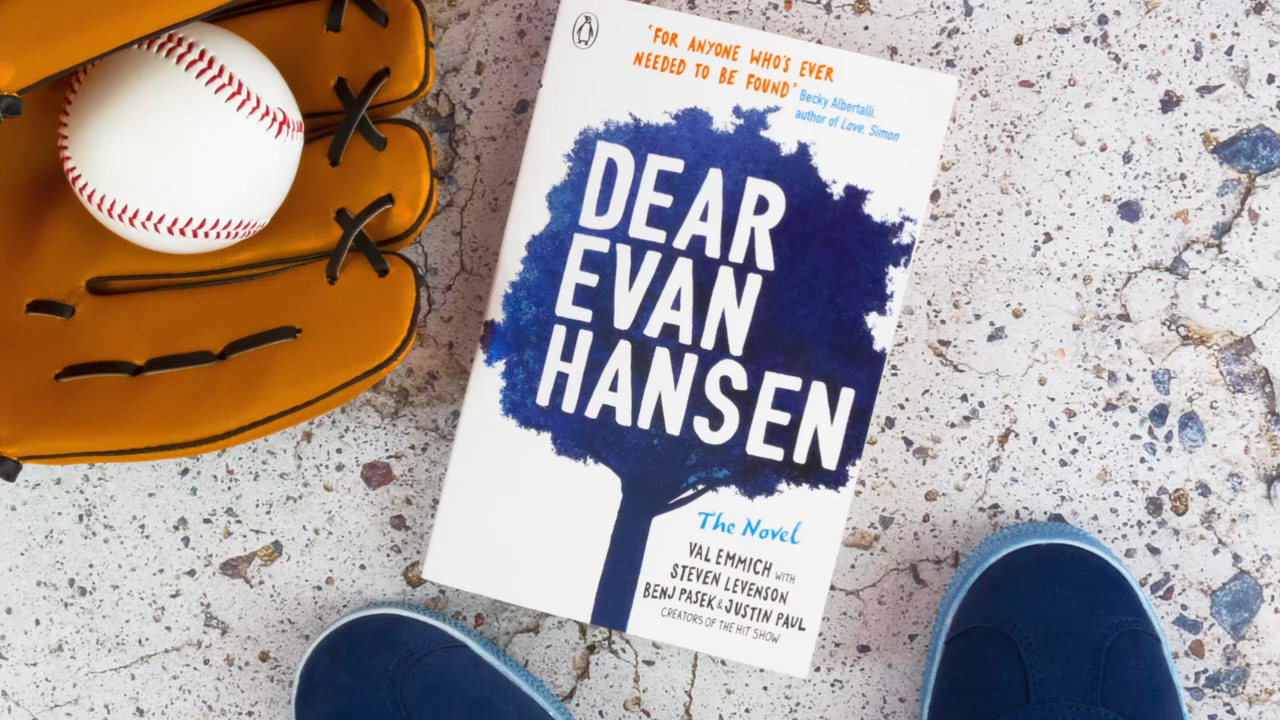 'FOR ANYONE WHO'S EVER
NEEDED TO BE FOUND'
Becky Albertalli,
author of Love, Simon
DEAR
EVAN
HANSEN
The Novel
VAL EMMICH WITH
STEVEN LEVENSON
BENJ PASEK & JUSTIN PAUL
CREATORS OF THE HIT SHOW